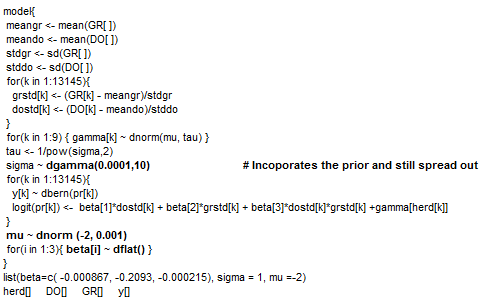 model{
meangr <- mean(GR[ ])
meando <- mean(DO[ ])
stdgr <- sd(GR[ ])
stddo <- sd(DO[ ])
for(k in 1:13145){
grstd[k] <- (GR[k] - meangr)/stdgr
dostd[k] <- (DO[k] - meando)/stddo
}
for(k in 1:9) { gamma[k] ~ dnorm(mu, tau) }
tau <- 1/pow(sigma,2)
sigma ~ dgamma(0.0001,10) # Incoporates the prior and still spread out
for(k in 1:13145){
y[k] ~ dbern(pr[k])
logit(pr[k]) <- beta[1]*dostd[k] + beta[2]*grstd[k] + beta[3]*dostd[k]*grstd[k] +gamma[herd[k]]
}
mu ~ dnorm (-2, 0.001)
for(i in 1:3){ beta[i] ~ dflat() }
}
list(beta=c( -0.000867, -0.2093, -0.000215), sigma = 1, mu =-2)
herd[] DO[] GR[] y[]